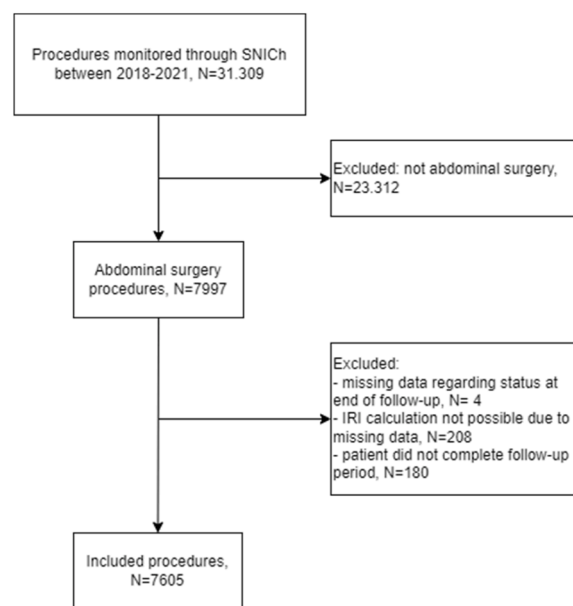 Procedures monitored through SNICh
between 2018-2021, N=31.309
Excluded: not abdominal surgery,
N=23.312
Abdominal surgery
procedures, N=7997
Excluded:
- missing data regarding status at
end of follow-up, N= 4
- IRI calculation not possible due to
missing data, N=208
- patient did not complete follow-up
period, N=180
Included procedures,
N=7605